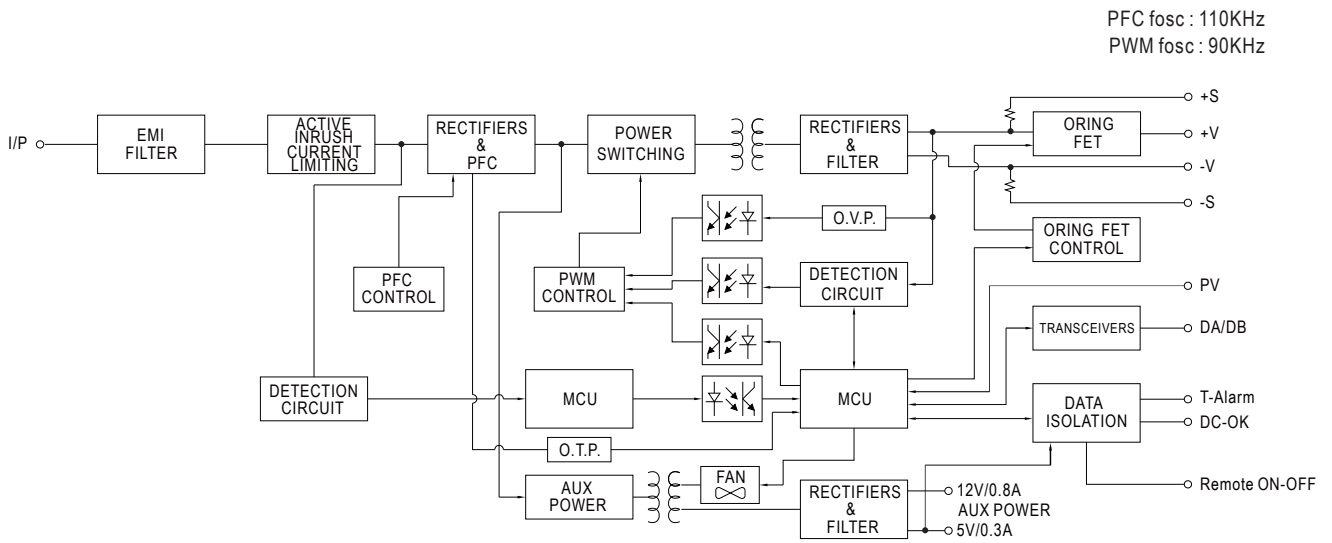 PFC fosc : 110KHz
PWM fosc : 90KHz
I/P
EMI
FILTER
ACTIVE
INRUSH
CURRENT
LIMITING
RECTIFIERS
&
PFC
POWER
SWITCHING
RECTIFIERS
&
FILTER
+S
ORING
FET
+V
-V
-S
O.V.P.
ORING FET
CONTROL
PFC
CONTROL
PWM
CONTROL
DETECTION
CIRCUIT
PV
TRANSCEIVERS
DA/DB
DETECTION
CIRCUIT
MCU
MCU
DATA
ISOLATION
T-Alarm
DC-OK
O.T.P.
AUX
POWER
FAN
RECTIFIERS
&
FILTER
12V/0.8A
AUX POWER
5V/0.3A
Remote ON-OFF